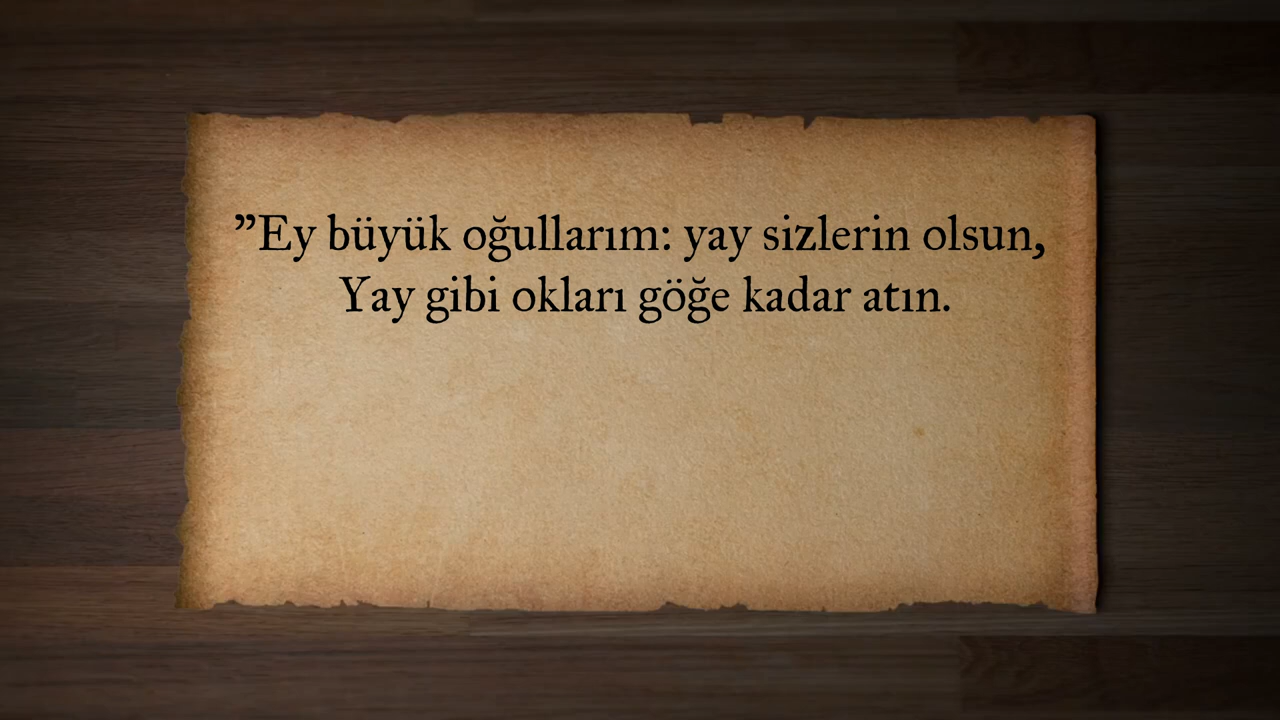 ”Ey büyük oğullarım: yay sizlerin olsun,
Yay gibi okları göğe kadar atın.